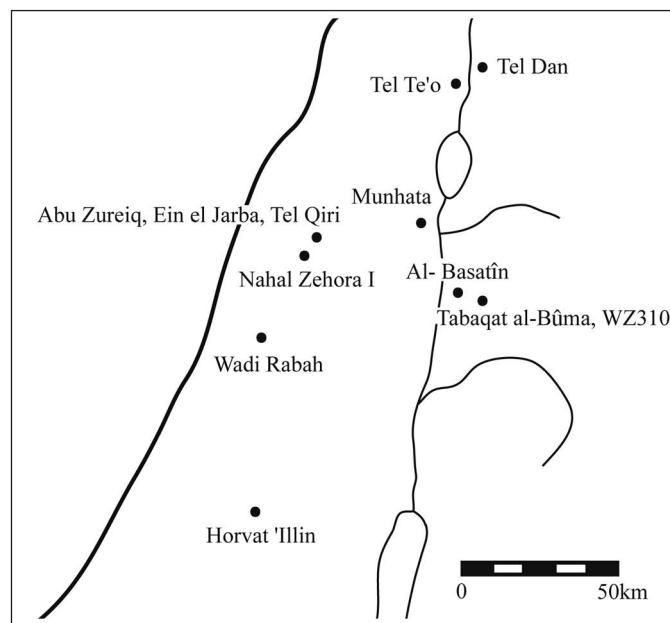 Tel Dan
Tel Te'o
Munhata
Abu Zureiq, Ein el Jarba, Tel Qiri
Nahal Zehora I
Al- Basatîn
Tabaqat al-Bûma, WZ310
Wadi Rabah
Horvat 'Illin
0 50km